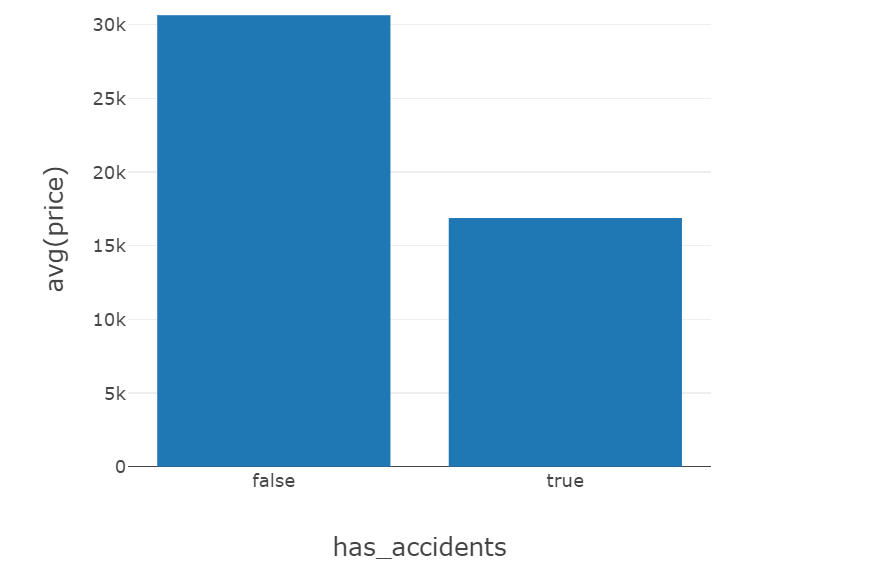 30k
25k
20k
15k
10k
5k
0
avg(price)
false
true
has_accidents